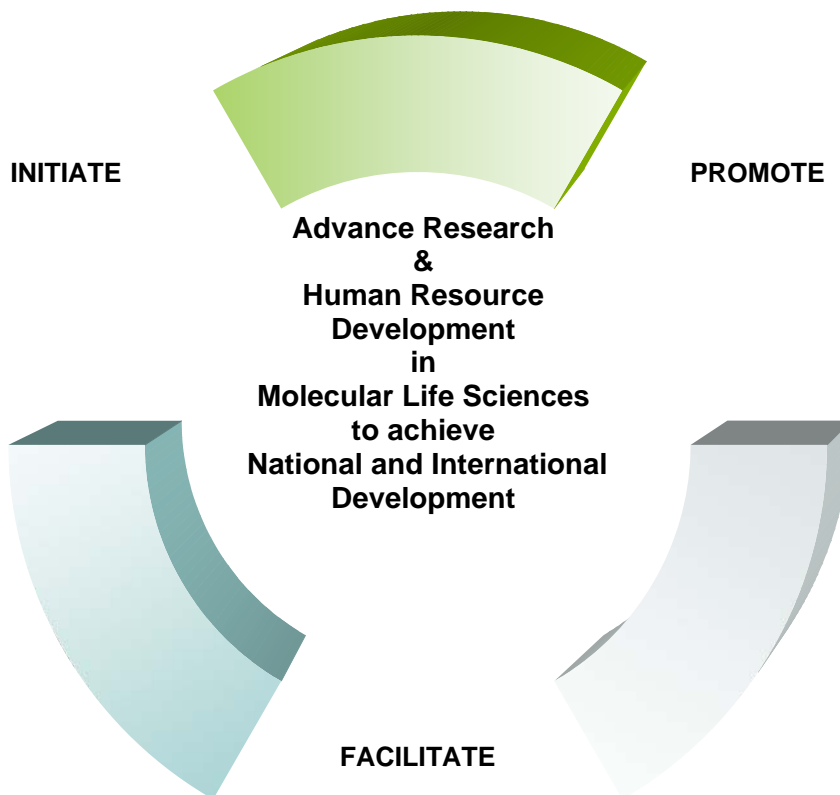 INITIATE
PROMOTE
Advance Research
&
Human Resource
Development
in
Molecular Life Sciences
to achieve
National and International
Development
FACILITATE